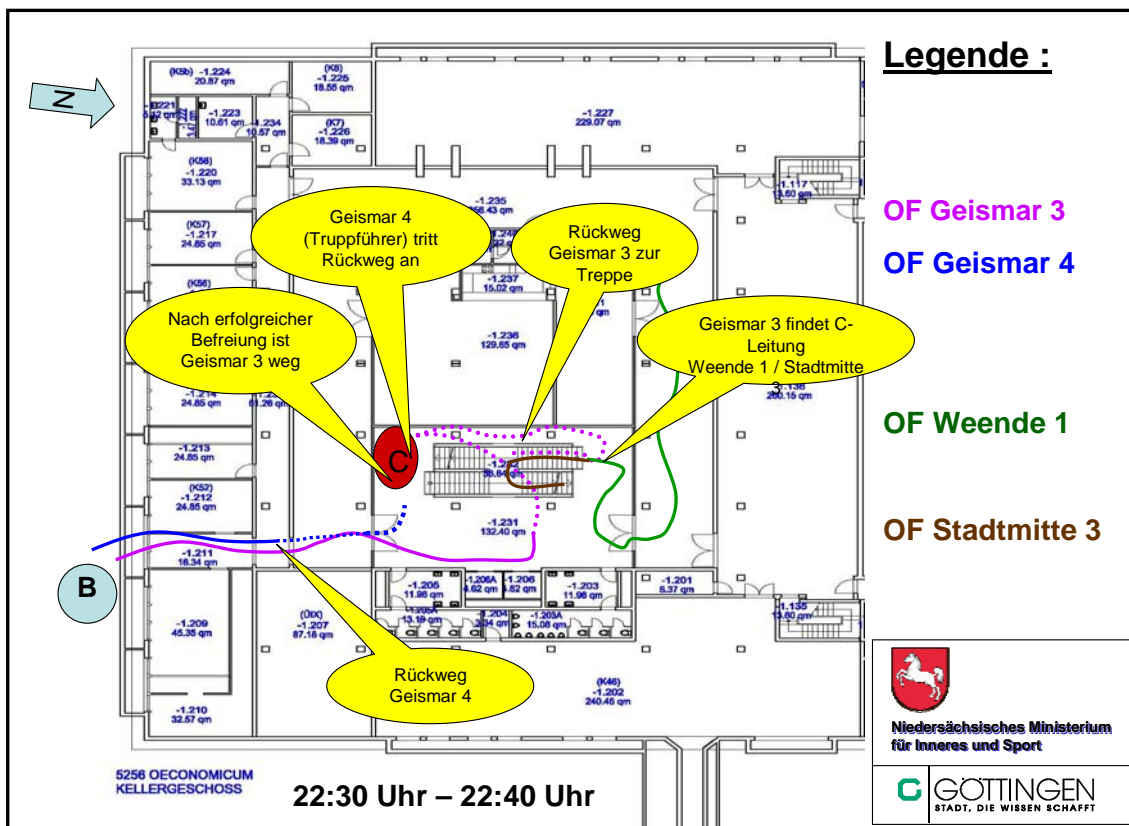 Legende :
N
(K5b)
-1.224
20.87 qm
(K8)
-1.225
18.55 qm
-1.223
10.61 qm
-1.234
10.57 qm
(K7)
-1.226
18.39 qm
-1.227
229.07 qm
(K58)
-1.220
33.13 qm
-1.117
13.60 qm
OF Geismar 3
OF Geismar 4
(K57)
-1.217
24.85 qm
-1.235
Geismar 4
(Truppführer) tritt
Rückweg an
Rückweg
Geismar 3 zur
Treppe
(K56)
-1.237
15.02 qm
Nach erfolgreicher
Befreiung ist
Geismar 3 weg
-1.236
129.65 qm
Geismar 3 findet C-
Leitung
Weende 1 / Stadtmitte
3
-1.214
24.85 qm
OF Weende 1
-1.213
24.85 qm
C
(K52)
-1.212
24.85 qm
-1.231
132.40 qm
OF Stadtmitte 3
-1.211
16.34 qm
B
-1.205
11.96 qm
-1.206A
4.62 qm
-1.206
-1.203
11.96 qm
-1.201
6.37 qm
-1.205A
13.19 qm
-1.204
3.34 qm
-1.203A
15.08 qm
-1.135
13.60 qm
-1.209
45.35 qm
-1.207
87.18 qm
Rückweg
Geismar 4
(K46)
-1.202
240.46 qm
-1.210
32.57 qm
Niedersächsisches Ministerium
für Inneres und Sport
5256 OECONOMICUM
KELLERGESCHOSS
22:30 Uhr – 22:40 Uhr
GÖTTINGEN
STADT, DIE WISSEN SCHAFFT